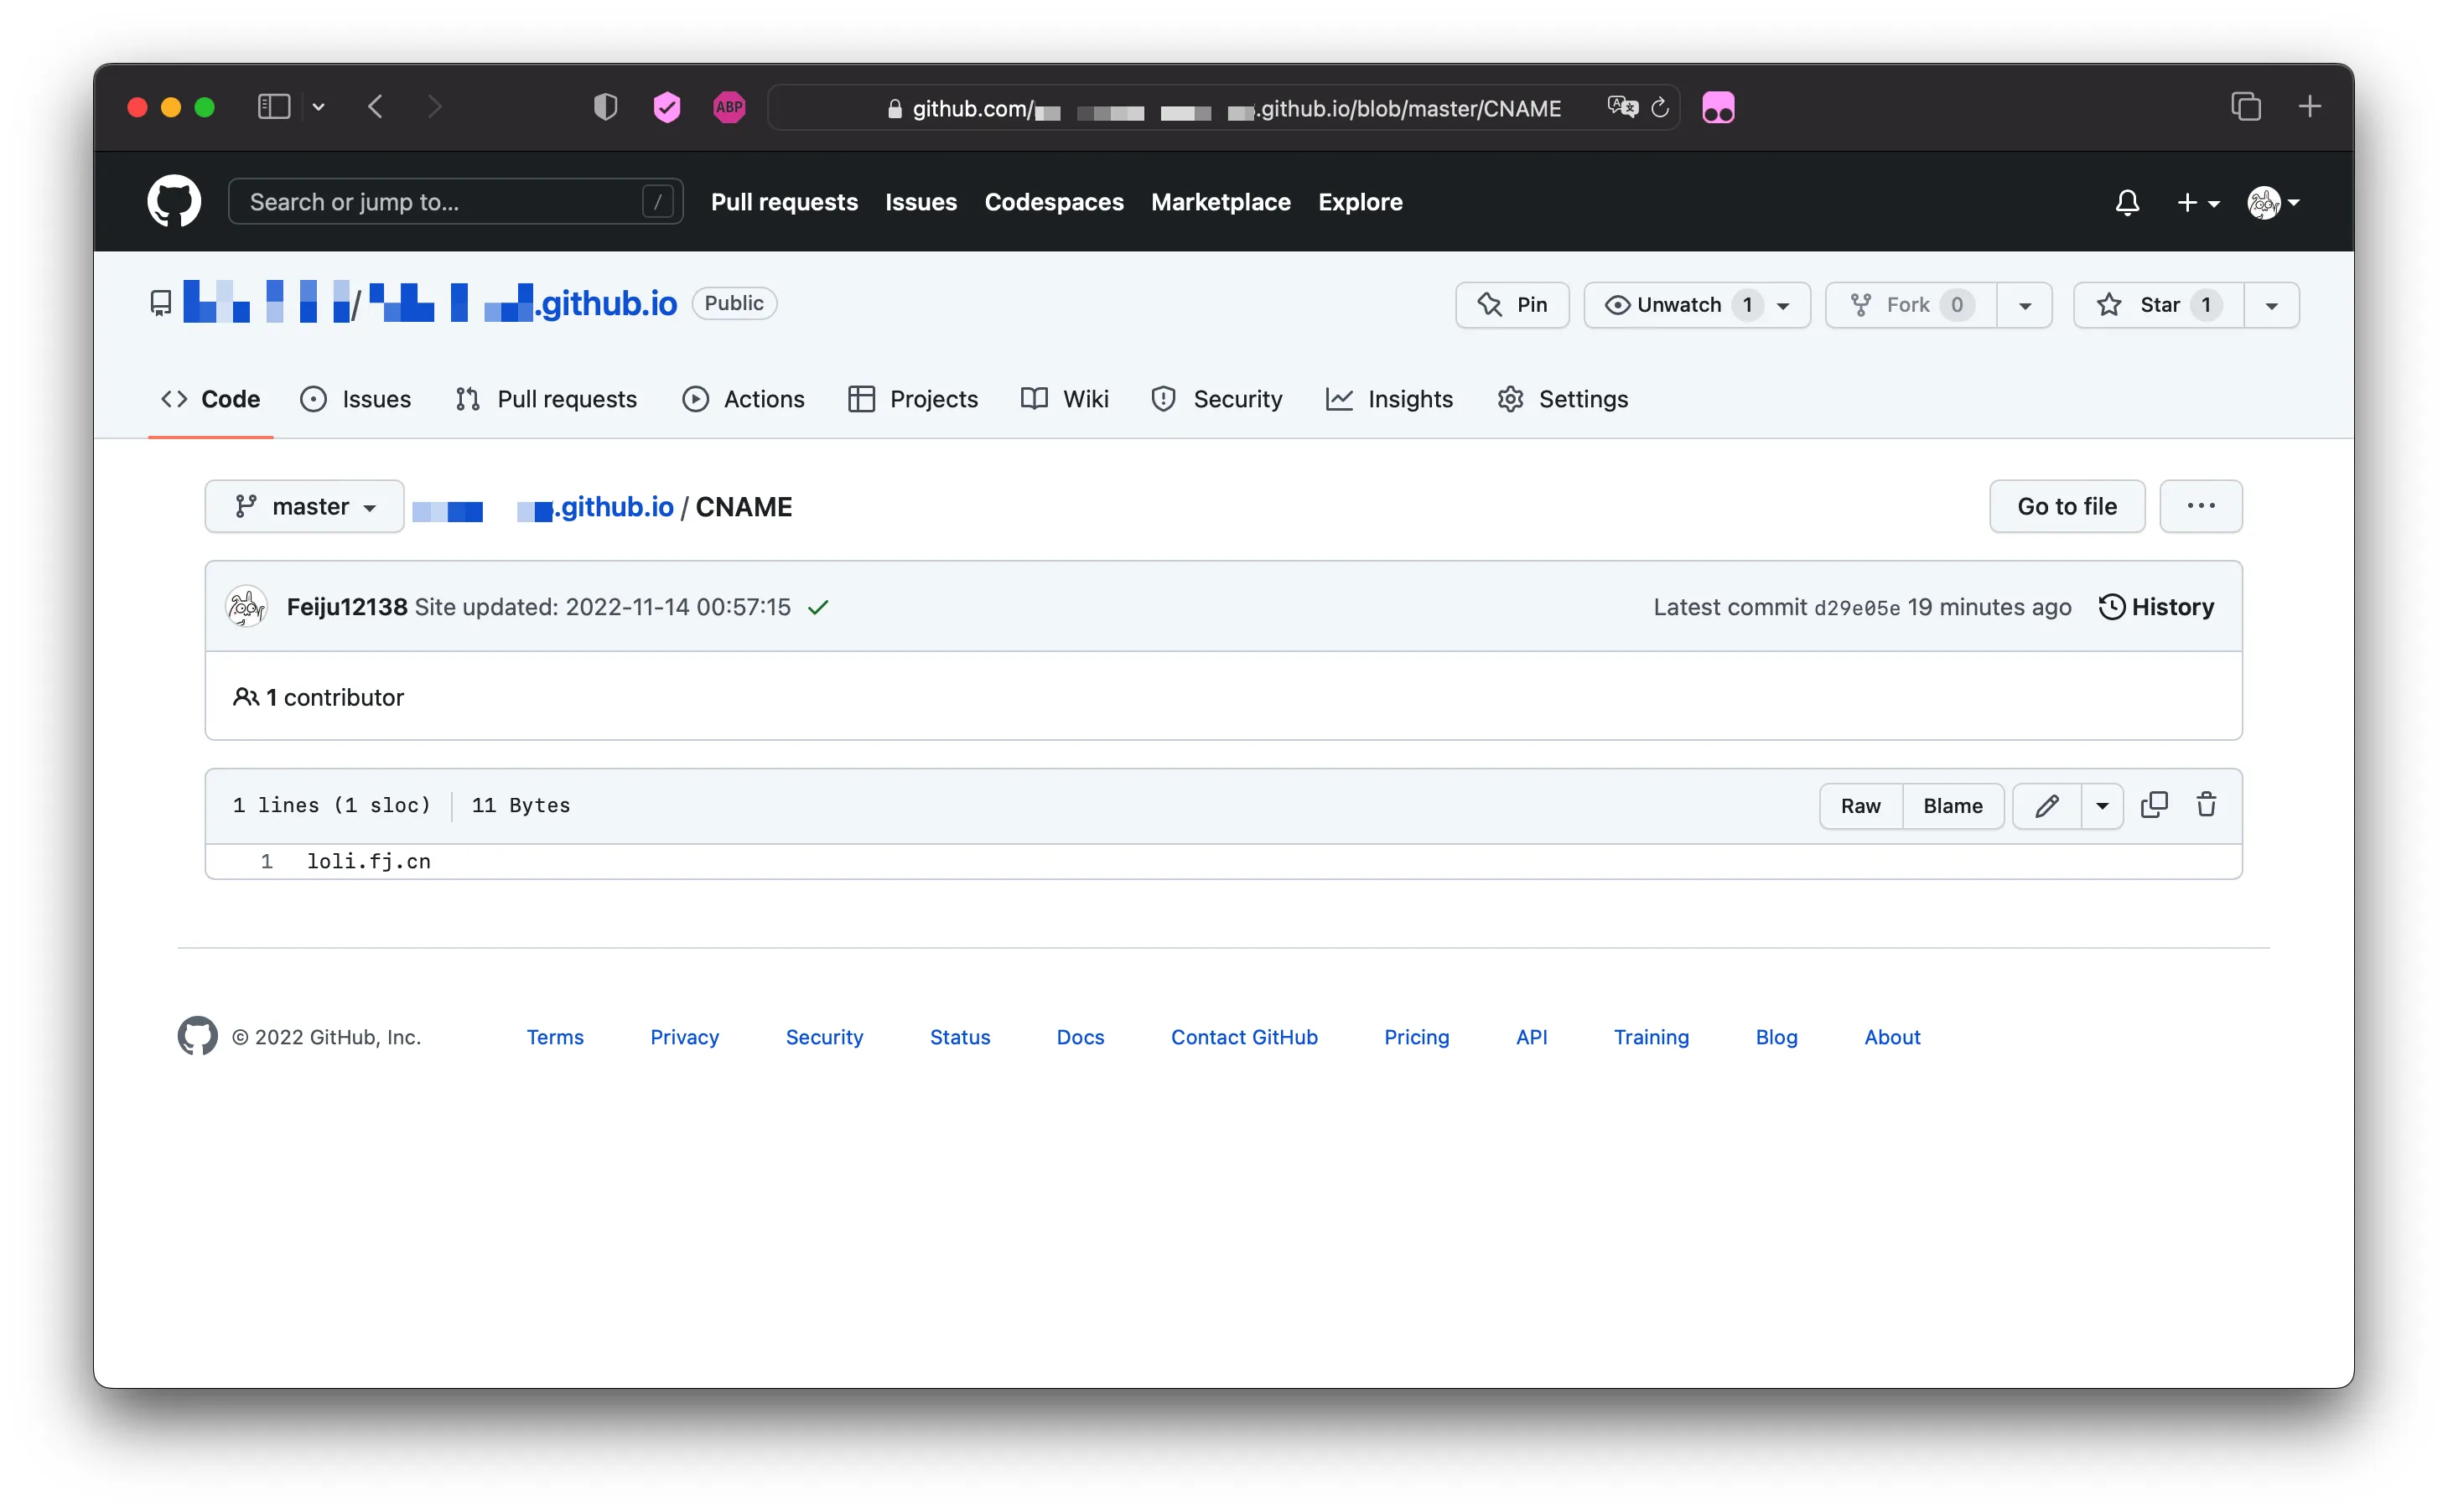 ABP github.com/ .github.io/blob/master/CNAME
Search or jump to... / Pull requests Issues Codespaces Marketplace Explore
/ .github.io Public Pin Unwatch 1 Fork 0 Star 1
Code Issues Pull requests Actions Projects Wiki Security Insights Settings
master .github.io / CNAME Go to file ...
Feiju12138 Site updated: 2022-11-14 00:57:15 Latest commit d29e05e 19 minutes ago History
1 contributor
1 lines (1 sloc) 11 Bytes Raw Blame
1 loli.fj.cn
© 2022 GitHub, Inc. Terms Privacy Security Status Docs Contact GitHub Pricing API Training Blog About